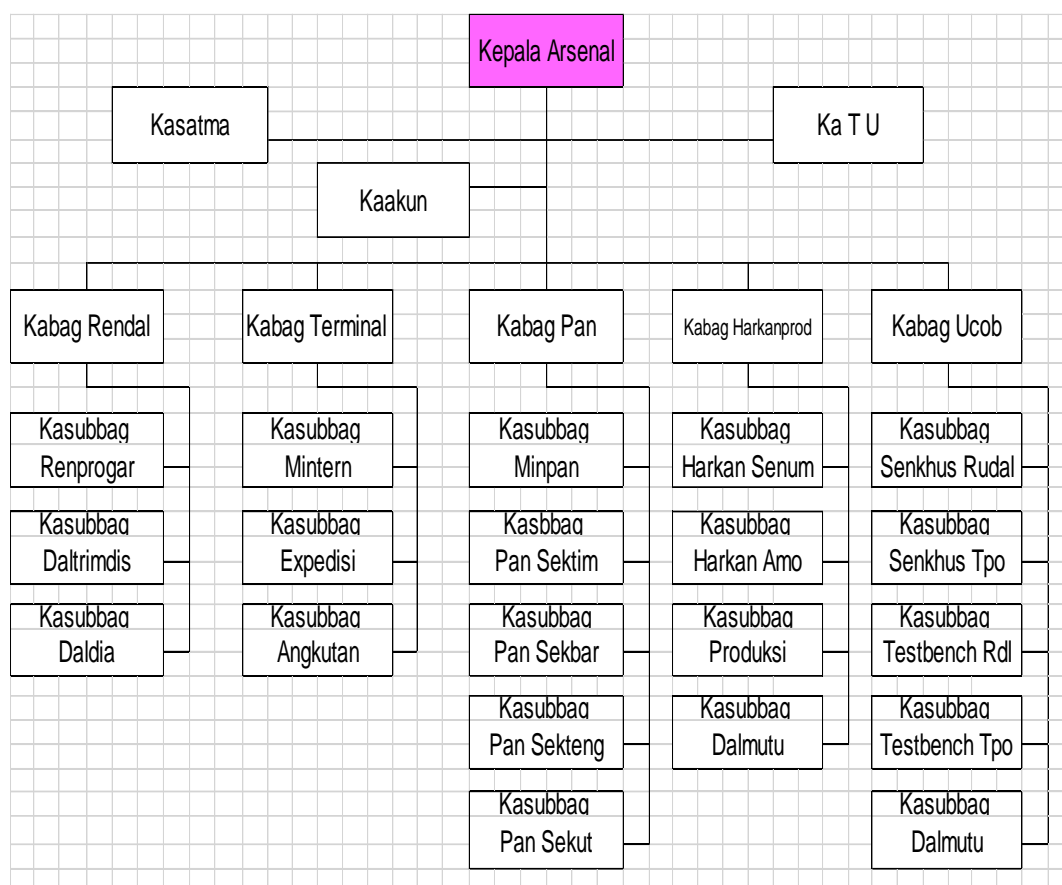 Kepala Arsenal
Kasatma
Ka T U
Kaakun
Kabag Rendal
Kabag Terminal
Kabag Pan
Kabag Harkanprod
Kabag Ucob
Kasubbag
Renprogar
Kasubbag
Mintern
Kasubbag
Minpan
Kasubbag
Harkan Senum
Kasubbag
Senkhus Rudal
Kasubbag
Daltrimdis
Kasubbag
Expedisi
Kasbbag
Pan Sektim
Kasubbag
Harkan Amo
Kasubbag
Senkhus Tpo
Kasubbag
Daldia
Kasubbag
Angkutan
Kasubbag
Pan Sekbar
Kasubbag
Produksi
Kasubbag
Testbench Rdl
Kasubbag
Pan Sekteng
Kasubbag
Dalmutu
Kasubbag
Testbench Tpo
Kasubbag
Pan Sekut
Kasubbag
Dalmutu